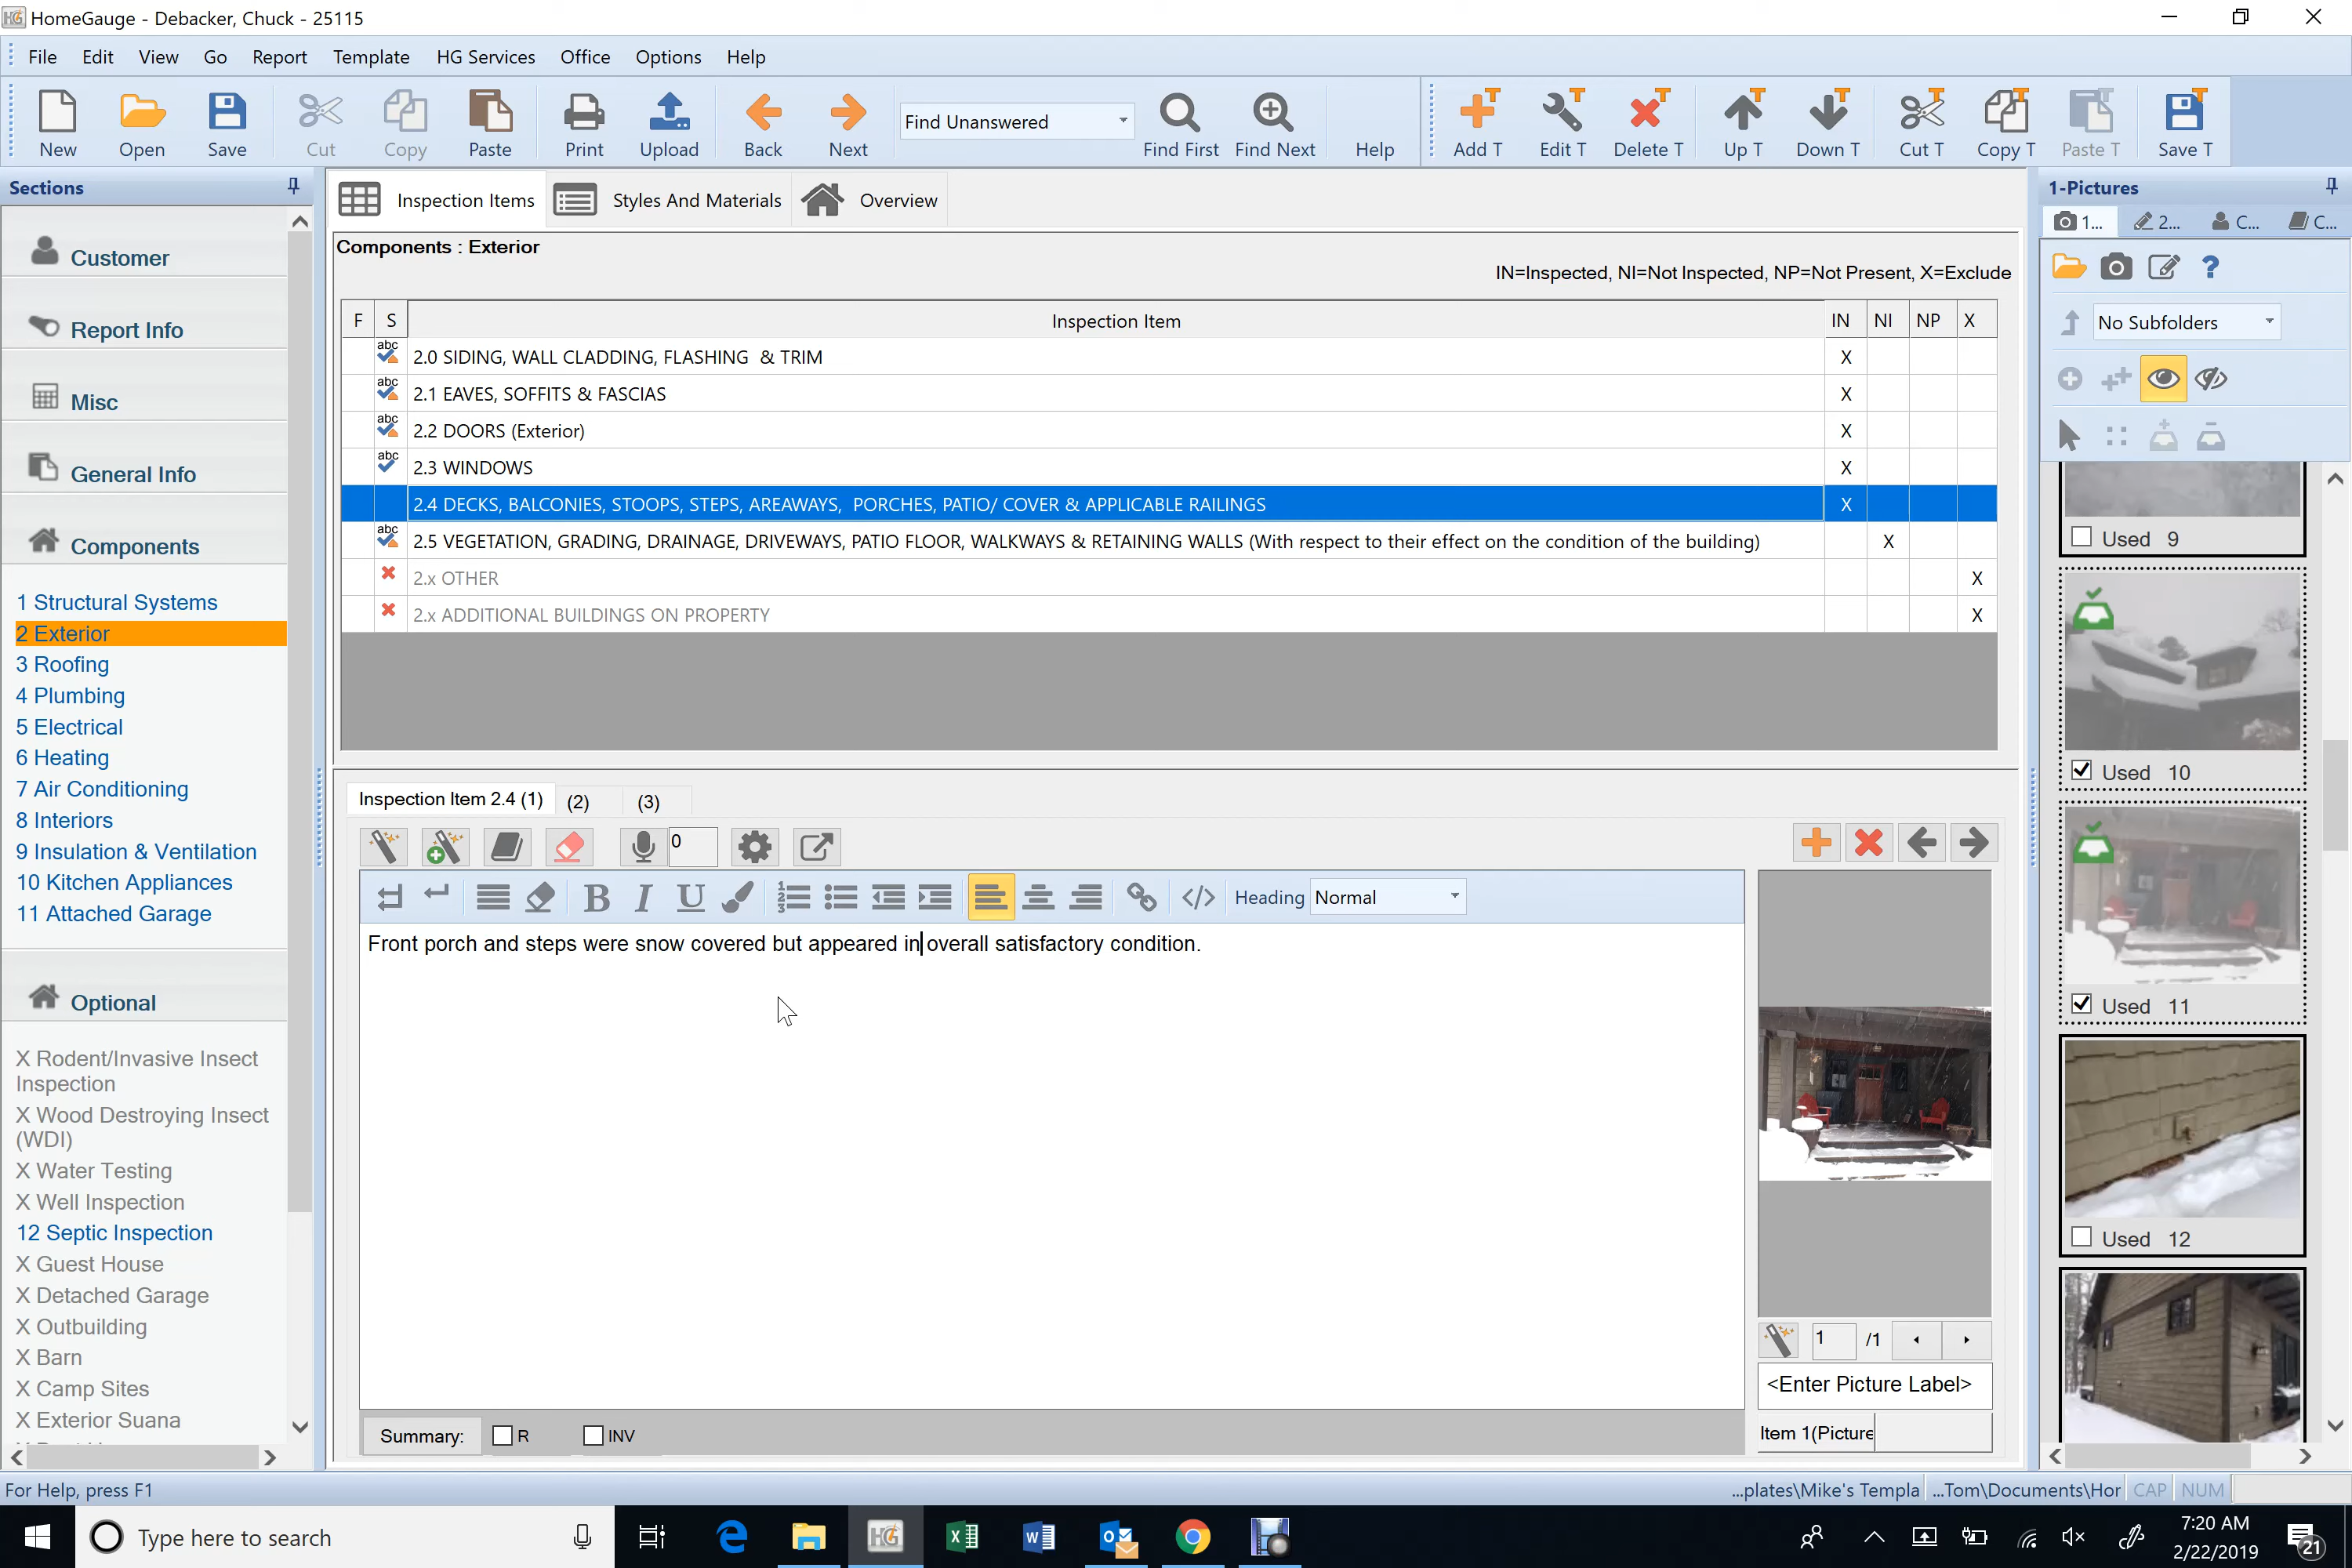 HomeGauge - Debacker, Chuck - 25115
File Edit View Go Report Template HG Services Office Options Help
New Open Save Cut Copy Paste Print Upload Back Next Find Unanswered Find First Find Next Help Add T Edit T Delete T Up T Down T Cut T Copy T Paste T Save T
Sections
Customer
Report Info
Misc
General Info
Components
1 Structural Systems
2 Exterior
3 Roofing
4 Plumbing
5 Electrical
6 Heating
7 Air Conditioning
8 Interiors
9 Insulation & Ventilation
10 Kitchen Appliances
11 Attached Garage
Optional
X Rodent/Invasive Insect
Inspection
X Wood Destroying Insect
(WDI)
X Water Testing
X Well Inspection
12 Septic Inspection
X Guest House
X Detached Garage
X Outbuilding
X Barn
X Camp Sites
X Exterior Suana
Inspection Items Styles And Materials Overview
Components : Exterior
IN=Inspected, NI=Not Inspected, NP=Not Present, X=Exclude
F S Inspection Item IN NI NP X
abc 2.0 SIDING, WALL CLADDING, FLASHING & TRIM X
abc 2.1 EAVES, SOFFITS & FASCIAS X
abc 2.2 DOORS (Exterior) X
abc 2.3 WINDOWS X
2.4 DECKS, BALCONIES, STOOPS, STEPS, AREAWAYS, PORCHES, PATIO/ COVER & APPLICABLE RAILINGS X
abc 2.5 VEGETATION, GRADING, DRAINAGE, DRIVEWAYS, PATIO FLOOR, WALKWAYS & RETAINING WALLS (With respect to their effect on the condition of the building) X
2.x OTHER X
2.x ADDITIONAL BUILDINGS ON PROPERTY X
Inspection Item 2.4 (1) (2) (3)
0
B I U Heading Normal
Front porch and steps were snow covered but appeared in overall satisfactory condition.
1 /1
<Enter Picture Label>
Item 1(Picture
Summary: R INV
1-Pictures
1... 2... C... C...
No Subfolders
Used 9
Used 10
Used 11
Used 12
For Help, press F1
...plates\Mike's Templa ...Tom\Documents\Hor CAP NUM
Type here to search
7:20 AM
2/22/2019
21